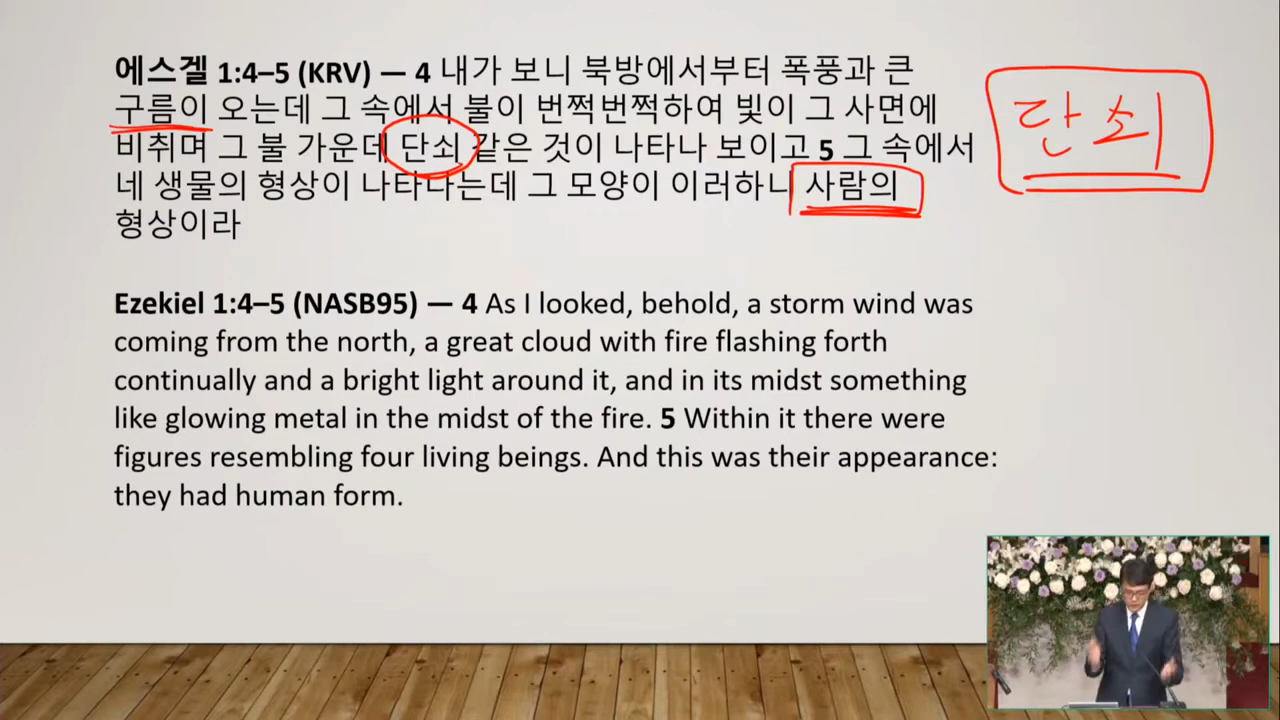 에스겔 1:4–5 (KRV) — 4 내가 보니 북방에서부터 폭풍과 큰
구름이 오는데 그 속에서 불이 번쩍번쩍하여 빛이 그 사면에
비취며 그 불 가운데 단쇠 같은 것이 나타나 보이고 5 그 속에서
네 생물의 형상이 나타나는데 그 모양이 이러하니 사람의
형상이라
단쇠
Ezekiel 1:4–5 (NASB95) — 4 As I looked, behold, a storm wind was
coming from the north, a great cloud with fire flashing forth
continually and a bright light around it, and in its midst something
like glowing metal in the midst of the fire. 5 Within it there were
figures resembling four living beings. And this was their appearance:
they had human form.